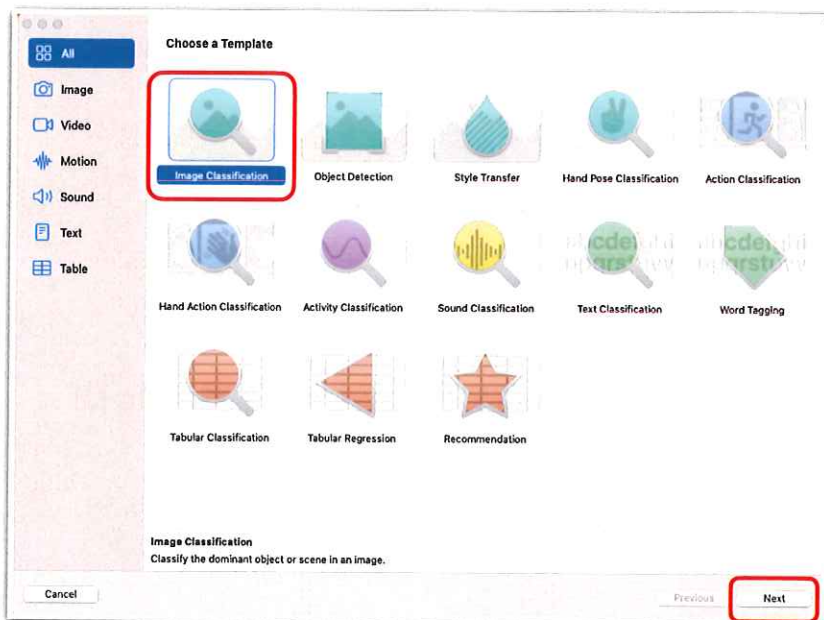 All
Image
Video
Motion
Sound
Text
Table
Choose a Template
Image Classification
Object Detection
Style Transfer
Hand Pose Classification
Action Classification
Hand Action Classification
Activity Classification
Sound Classification
Text Classification
Word Tagging
Tabular Classification
Tabular Regression
Recommendation
Image Classification
Classify the dominant object or scene in an image.
Cancel
Previous
Next